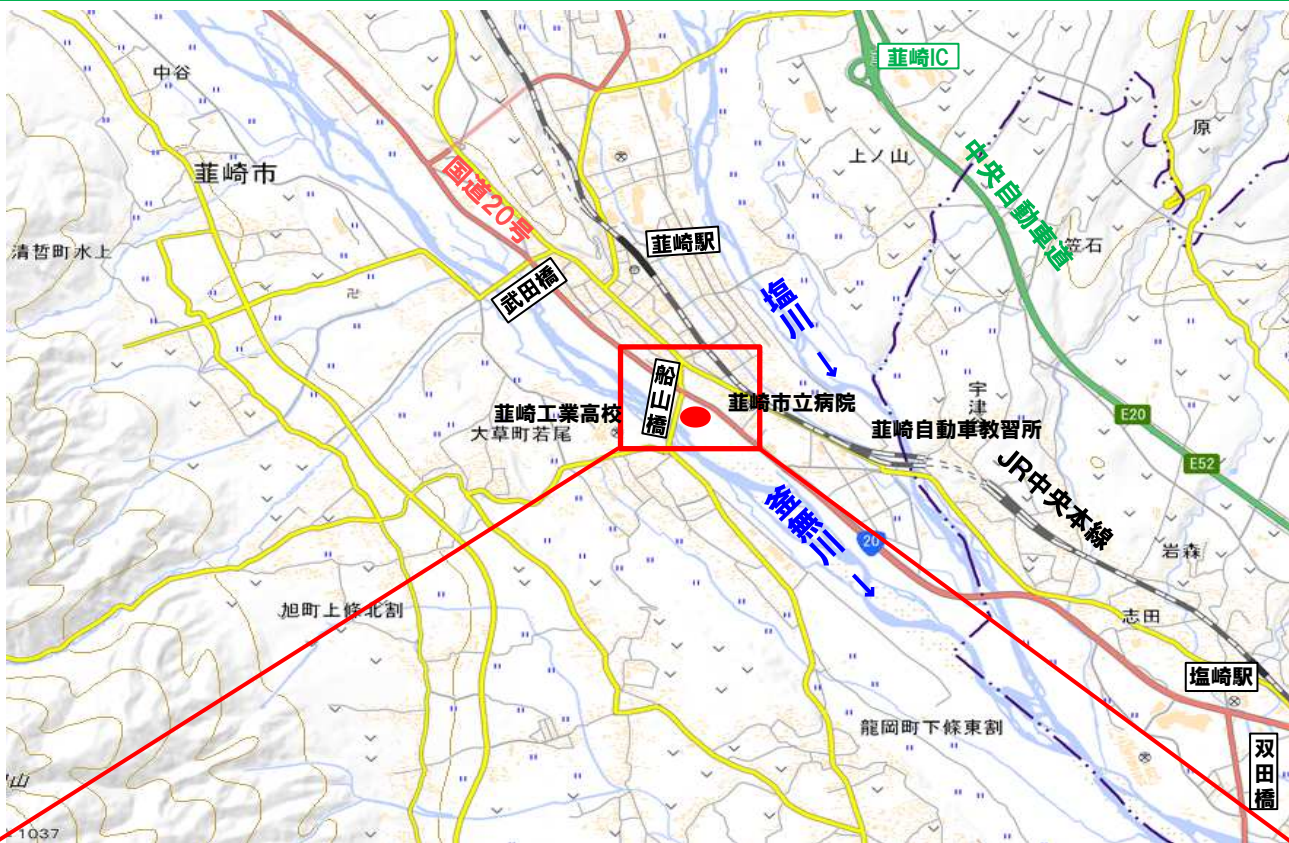 韮崎IC
中谷
原
上ノ山
中央自動車道
韮崎市
国道20号
清哲町水上
韮崎駅
笠石
武田橋
塩川
→
船山橋
韮崎工業高校
韮崎市立病院
大草町若尾
韮崎自動車教習所
E20
E52
JR中央本線
釜無川
→
20
岩森
旭町上條北割
志田
塩崎駅
龍岡町下條東割
双田橋
山
1037